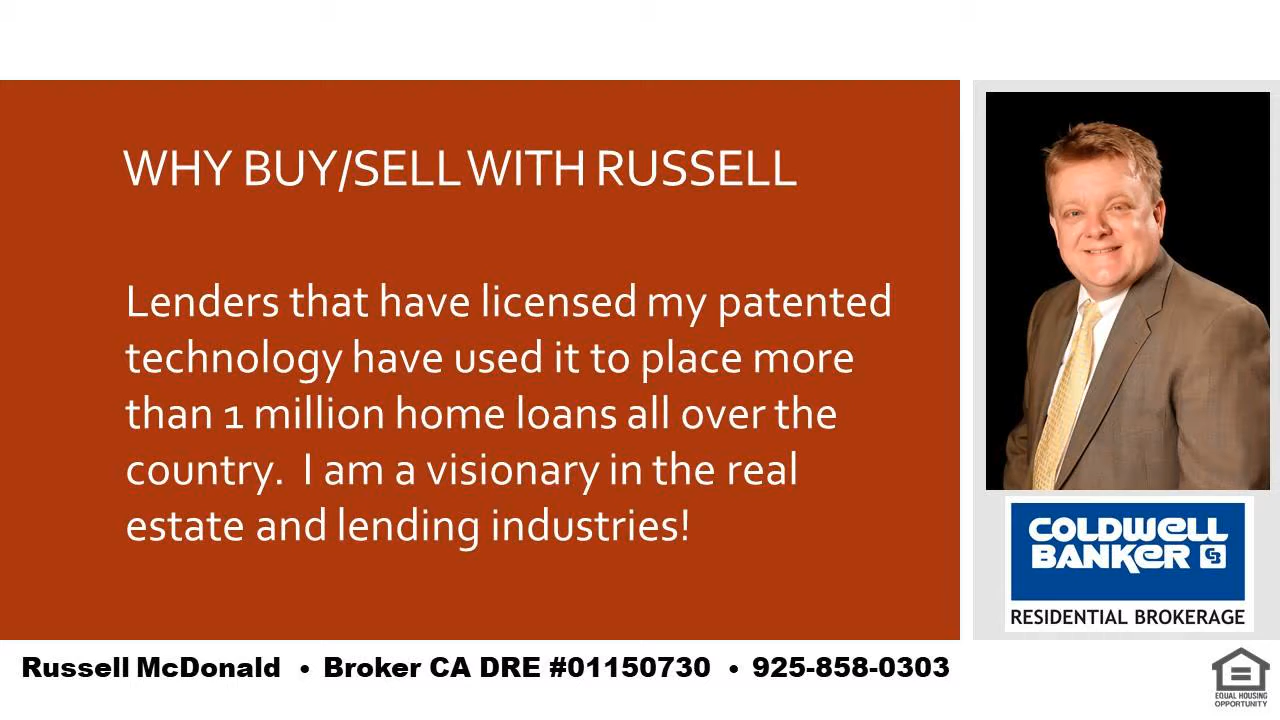 WHY BUY/SELL WITH RUSSELL
Lenders that have licensed my patented
technology have used it to place more
than 1 million home loans all over the
country.  I am a visionary in the real
estate and lending industries!
COLDWELL
BANKER CB
RESIDENTIAL BROKERAGE
Russell McDonald • Broker CA DRE #01150730 • 925-858-0303
EQUAL HOUSING
OPPORTUNITY